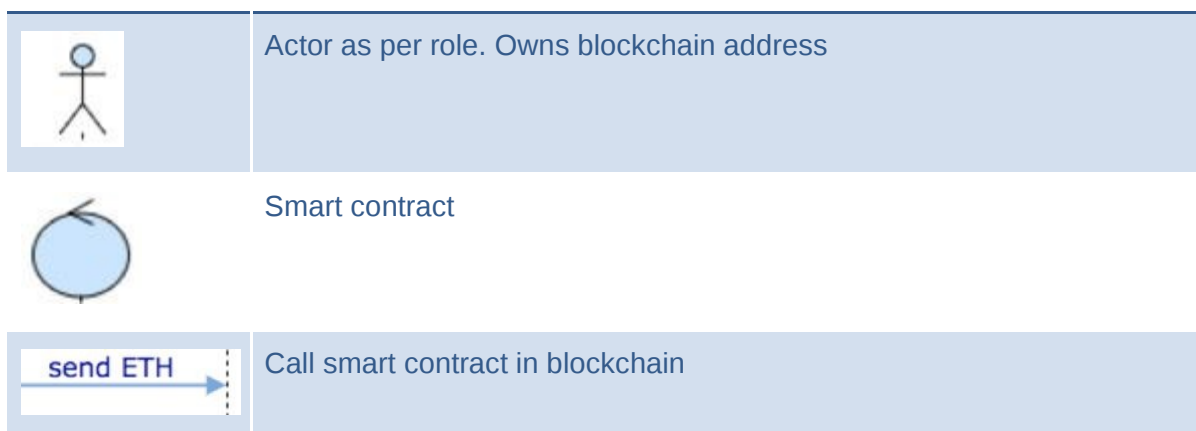 Actor as per role. Owns blockchain address
Smart contract
send ETH
Call smart contract in blockchain